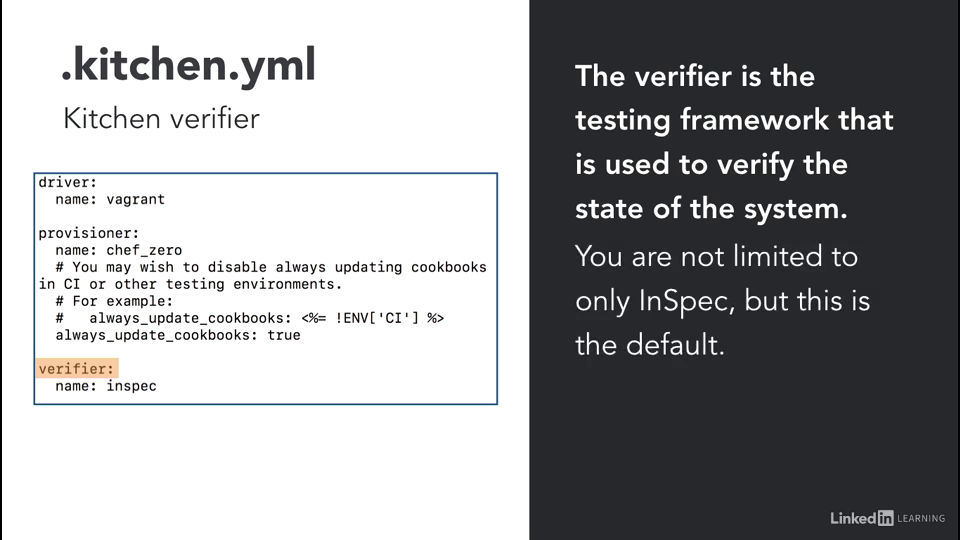 .kitchen.yml
Kitchen verifier
driver:
  name: vagrant
provisioner:
  name: chef_zero
  # You may wish to disable always updating cookbooks
in CI or other testing environments.
  # For example:
  #   always_update_cookbooks: <%= !ENV['CI'] %>
  always_update_cookbooks: true
verifier:
  name: inspec
The verifier is the
testing framework that
is used to verify the
state of the system.
You are not limited to
only InSpec, but this is
the default.
Linked in LEARNING